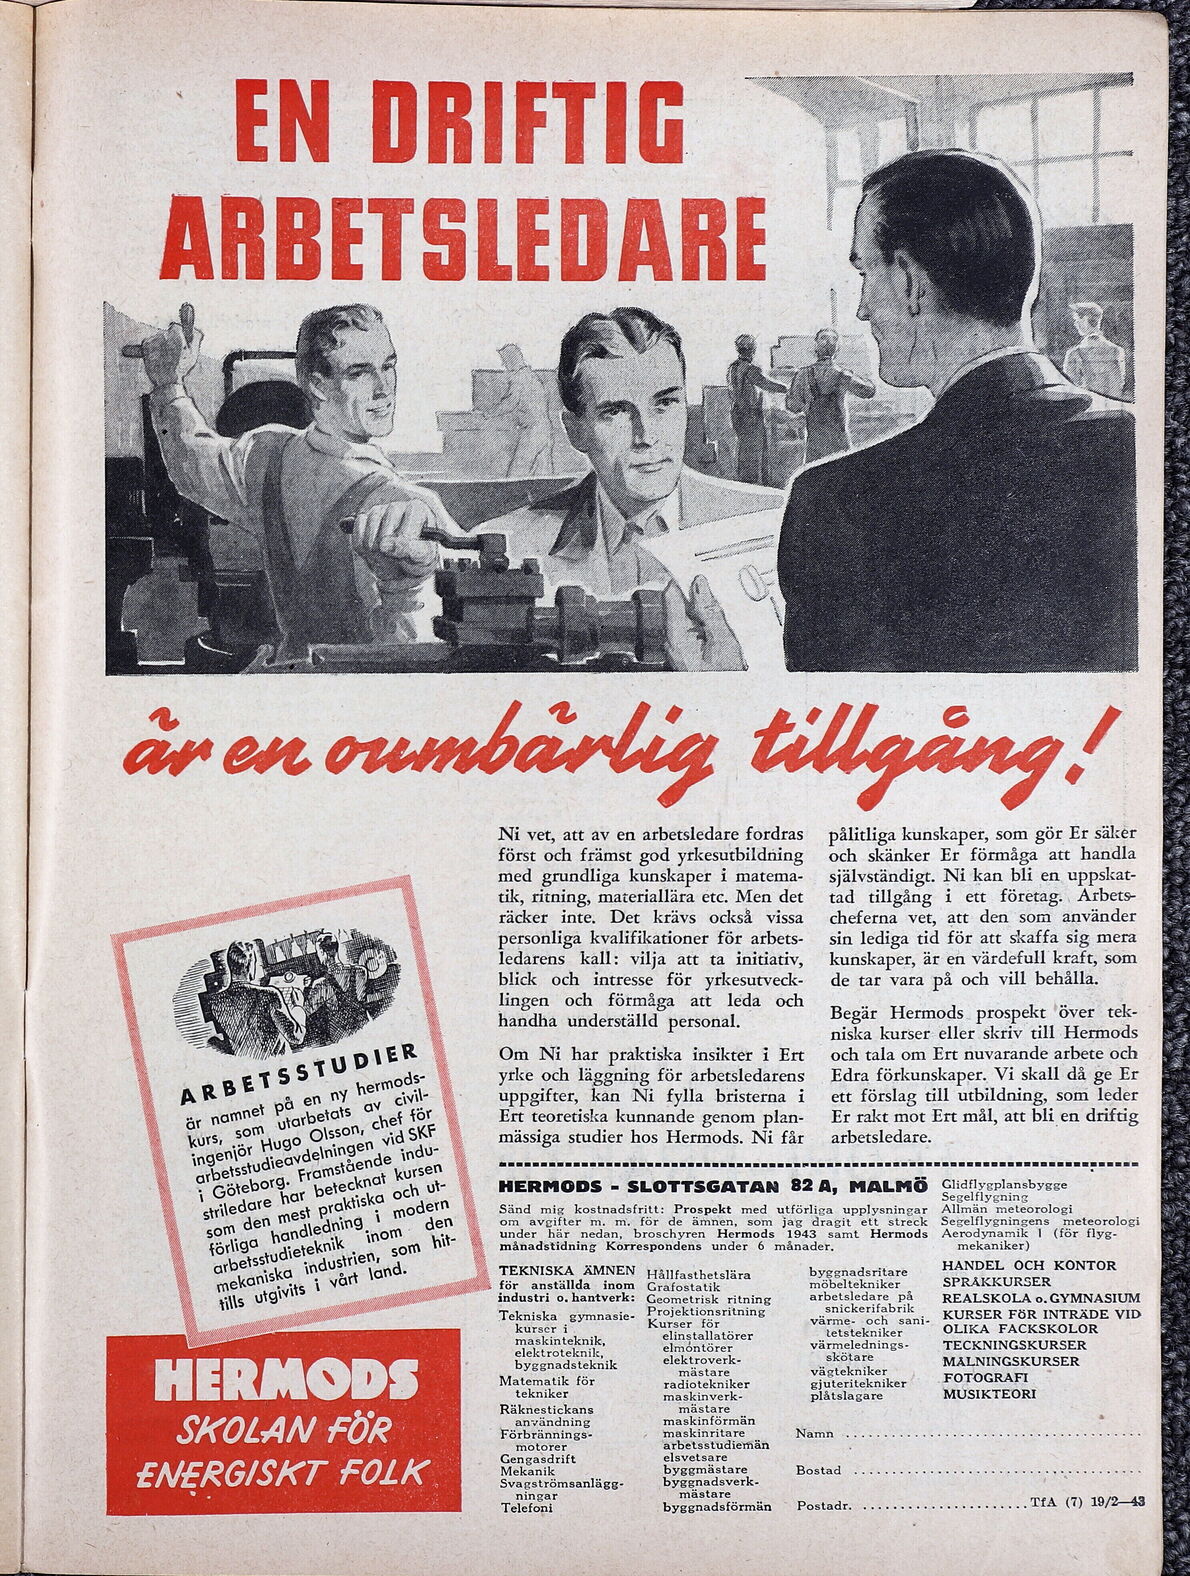 EN DRIFTIG
ARBETSLEDARE
är en oumbärlig tillgång!
Ni vet, att av en arbetsledare fordras
först och främst god yrkesutbildning
med grundliga kunskaper i matema-
tik, ritning, materiallära etc. Men det
räcker inte. Det krävs också vissa
personliga kvalifikationer för arbets-
ledarens kall: vilja att ta initiativ,
blick och intresse för yrkesutveck-
lingen och förmåga att leda och
handha underställd personal.
Om Ni har praktiska insikter i Ert
yrke och läggning för arbetsledarens
uppgifter, kan Ni fylla bristerna i
Ert teoretiska kunnande genom plan-
mässiga studier hos Hermods. Ni får
pålitliga kunskaper, som gör Er säker
och skänker Er förmåga att handla
självständigt. Ni kan bli en uppskat-
tad tillgång i ett företag. Arbets-
cheferna vet, att den som använder
sin lediga tid för att skaffa sig mera
kunskaper, är en värdefull kraft, som
de tar vara på och vill behålla.
Begär Hermods prospekt över tek-
niska kurser eller skriv till Hermods
och tala om Ert nuvarande arbete och
Edra förkunskaper. Vi skall då ge Er
ett förslag till utbildning, som leder
Er rakt mot Ert mål, att bli en driftig
arbetsledare.
ARBETSSTUDIER
är namnet på en ny hermods-
kurs, som utarbetats av civil-
ingenjör Hugo Olsson, chef för
arbetsstudieavdelningen vid SKF
i Göteborg. Framstående indu-
striledare har betecknat kursen
som den mest praktiska och ut-
förliga handledning i modern
arbetsstudieteknik inom den
mekaniska industrien, som hit-
tills utgivits i vårt land.
HERMODS
SKOLAN FÖR
ENERGISKT FOLK
HERMODS - SLOTTSGATAN 82 A, MALMÖ
Sänd mig kostnadsfritt: Prospekt med utförliga upplysningar
om avgifter m. m. för de ämnen, som jag dragit ett streck
under här nedan, broschyren Hermods 1943 samt Hermods
månadstidning Korrespondens under 6 månader.
TEKNISKA ÄMNEN
för anställda inom
industri o. hantverk:
Tekniska gymnasie-
kurser i
maskinteknik,
elektroteknik,
byggnadsteknik
Matematik för
tekniker
Räknestickans
användning
Förbrännings-
motorer
Gengasdrift
Mekanik
Svagströmsanlägg-
ningar
Telefoni
Hållfasthetslära
Grafostatik
Geometrisk ritning
Projektionsritning
Kurser för
elinstallatörer
elmontörer
elektroverk-
mästare
radiotekniker
maskinverk-
mästare
maskinförmän
maskinritare
arbetsstudiemän
elsvetsare
byggmästare
byggnadsverk-
mästare
byggnadsförmän
byggnadsritare
möbeltekniker
arbetsledare på
snickerifabrik
värme- och sani-
tetstekniker
värmelednings-
skötare
vägtekniker
gjuteritekniker
plåtslagare
Glidflygplansbygge
Segelflygning
Allmän meteorologi
Segelflygningens meteorologi
Aerodynamik I (för flyg-
mekaniker)
HANDEL OCH KONTOR
SPRÅKKURSER
REALSKOLA o. GYMNASIUM
KURSER FÖR INTRÄDE VID
OLIKA FACKSKOLOR
TECKNINGSKURSER
MÅLNINGSKURSER
FOTOGRAFI
MUSIKTEORI
Namn
Bostad
Postadr. TfA (7) 19/2—43